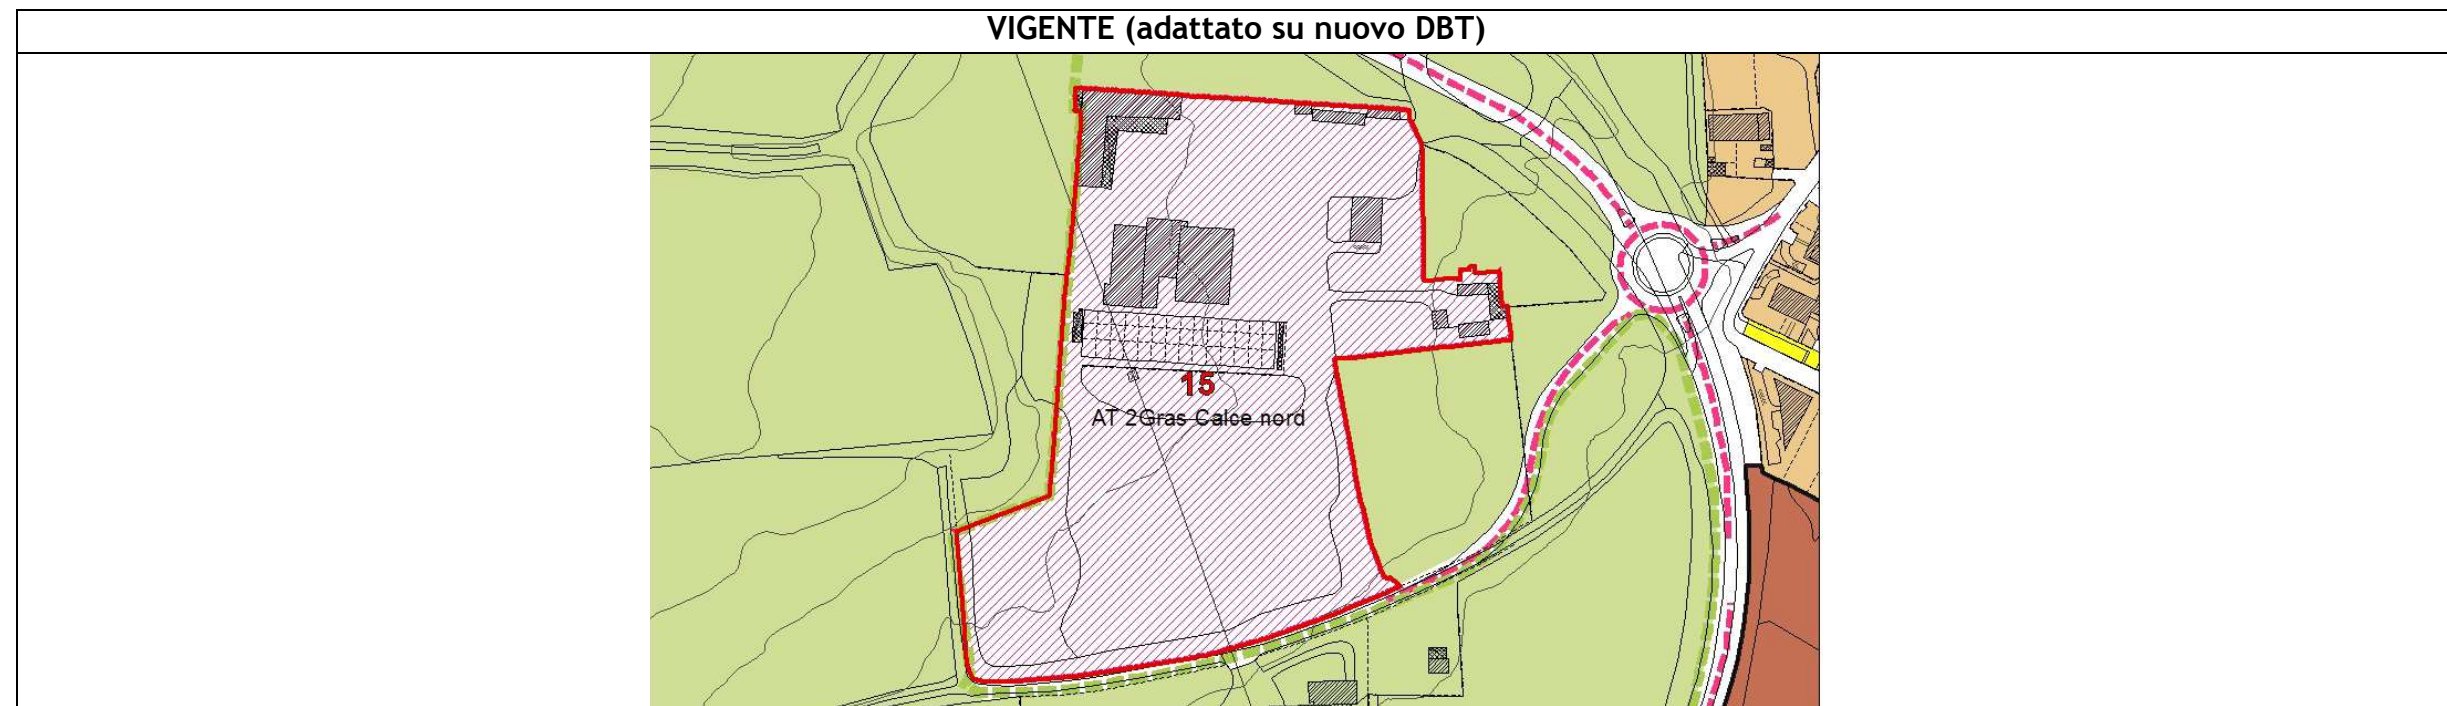 VIGENTE (adattato su nuovo DBT)
15
AT 2Gras Calce nord